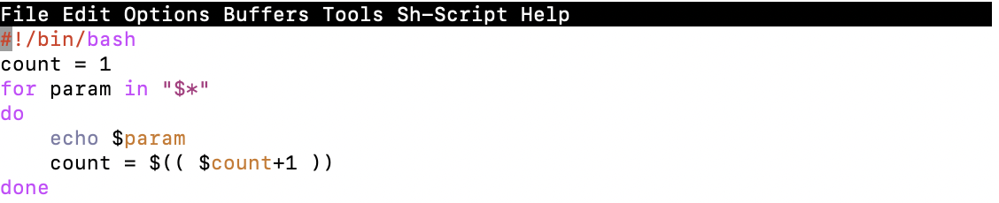 File Edit Options Buffers Tools Sh-Script Help
#!/bin/bash
count = 1
for param in "$*"
do
    echo $param
    count = $(( $count+1 ))
done